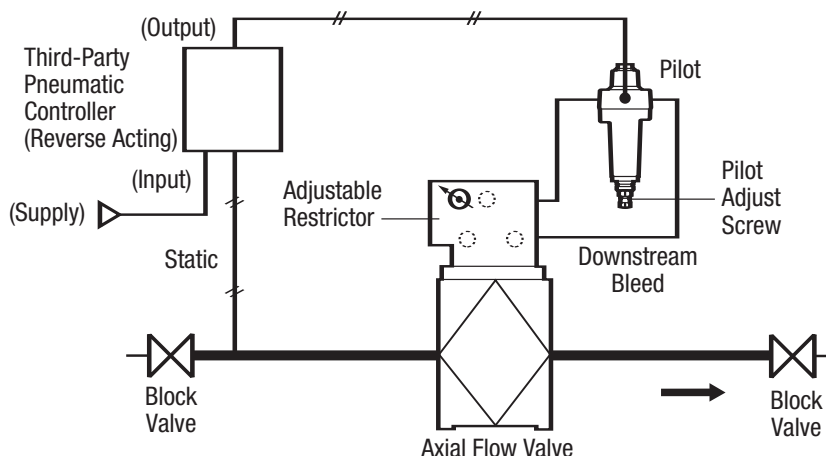 (Output)
Third-Party
Pneumatic
Controller
(Reverse Acting)
(Input)
(Supply)
Static
Pilot
Adjustable
Restrictor
Pilot
Adjust
Screw
Downstream
Bleed
Block
Valve
Axial Flow Valve
Block
Valve